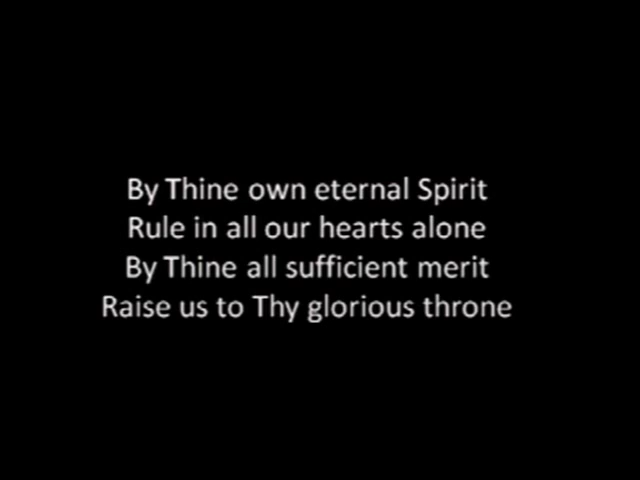 By Thine own eternal Spirit
Rule in all our hearts alone
By Thine all sufficient merit
Raise us to Thy glorious throne